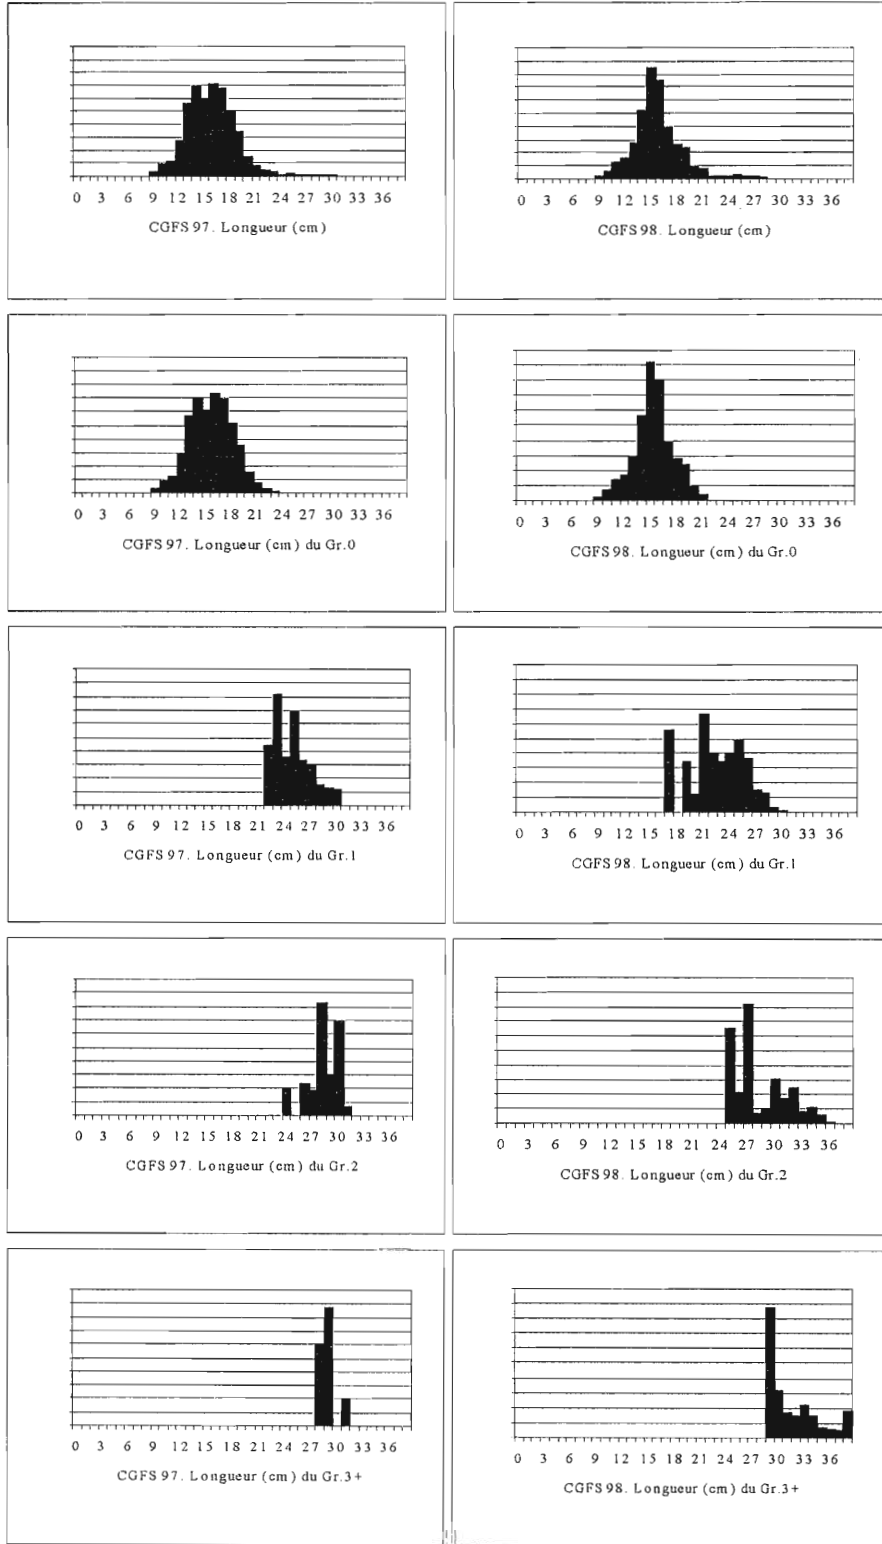 0 3 6 9 12 15 18 21 24 27 30 33 36
CGFS 97. Longueur (cm)
0 3 6 9 12 15 18 21 24 27 30 33 36
CGFS 98. Longueur (cm)
0 3 6 9 12 15 18 21 24 27 30 33 36
CGFS 97. Longueur (cm) du Gr.0
0 3 6 9 12 15 18 21 24 27 30 33 36
CGFS 98. Longueur (cm) du Gr.0
0 3 6 9 12 15 18 21 24 27 30 33 36
CGFS 97. Longueur (cm) du Gr.1
0 3 6 9 12 15 18 21 24 27 30 33 36
CGFS 98. Longueur (cm) du Gr.1
0 3 6 9 12 15 18 21 24 27 30 33 36
CGFS 97. Longueur (cm) du Gr.2
0 3 6 9 12 15 18 21 24 27 30 33 36
CGFS 98. Longueur (cm) du Gr.2
0 3 6 9 12 15 18 21 24 27 30 33 36
CGFS 97. Longueur (cm) du Gr.3+
0 3 6 9 12 15 18 21 24 27 30 33 36
CGFS 98. Longueur (cm) du Gr.3+